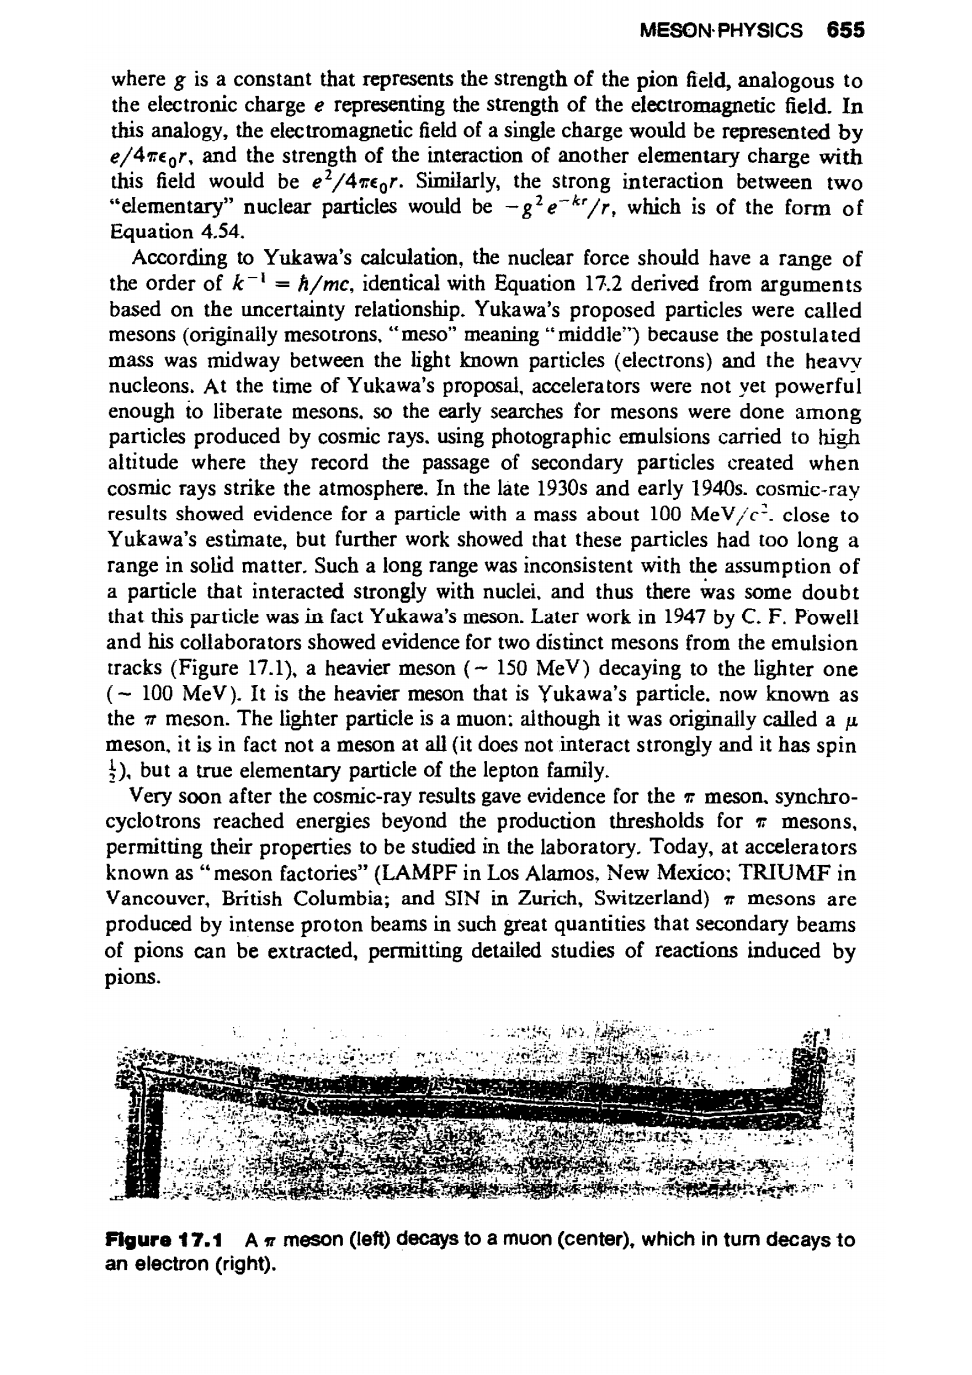 MESON PHYSICS 655
where g is a constant that represents the strength of the pion field, analogous to
the electronic charge e representing the strength of the electromagnetic field. In
this analogy, the electromagnetic field of a single charge would be represented by
e/4πϵ₀r, and the strength of the interaction of another elementary charge with
this field would be e²/4πϵ₀r. Similarly, the strong interaction between two
“elementary” nuclear particles would be −g²e^{−kr}/r, which is of the form of
Equation 4.54.
According to Yukawa's calculation, the nuclear force should have a range of
the order of k⁻¹ = ℏ/mc, identical with Equation 17.2 derived from arguments
based on the uncertainty relationship. Yukawa's proposed particles were called
mesons (originally mesotrons, “meso” meaning “middle”) because the postulated
mass was midway between the light known particles (electrons) and the heavy
nucleons. At the time of Yukawa's proposal, accelerators were not yet powerful
enough to liberate mesons, so the early searches for mesons were done among
particles produced by cosmic rays, using photographic emulsions carried to high
altitude where they record the passage of secondary particles created when
cosmic rays strike the atmosphere. In the late 1930s and early 1940s, cosmic-ray
results showed evidence for a particle with a mass about 100 MeV/c², close to
Yukawa's estimate, but further work showed that these particles had too long a
range in solid matter. Such a long range was inconsistent with the assumption of
a particle that interacted strongly with nuclei, and thus there was some doubt
that this particle was in fact Yukawa's meson. Later work in 1947 by C. F. Powell
and his collaborators showed evidence for two distinct mesons from the emulsion
tracks (Figure 17.1), a heavier meson (~ 150 MeV) decaying to the lighter one
(~ 100 MeV). It is the heavier meson that is Yukawa's particle, now known as
the π meson. The lighter particle is a muon; although it was originally called a μ
meson, it is in fact not a meson at all (it does not interact strongly and it has spin
½), but a true elementary particle of the lepton family.
Very soon after the cosmic-ray results gave evidence for the π meson, synchro-
cyclotrons reached energies beyond the production thresholds for π mesons,
permitting their properties to be studied in the laboratory. Today, at accelerators
known as “meson factories” (LAMPF in Los Alamos, New Mexico; TRIUMF in
Vancouver, British Columbia; and SIN in Zurich, Switzerland) π mesons are
produced by intense proton beams in such great quantities that secondary beams
of pions can be extracted, permitting detailed studies of reactions induced by
pions.
Figure 17.1 A π meson (left) decays to a muon (center), which in turn decays to
an electron (right).